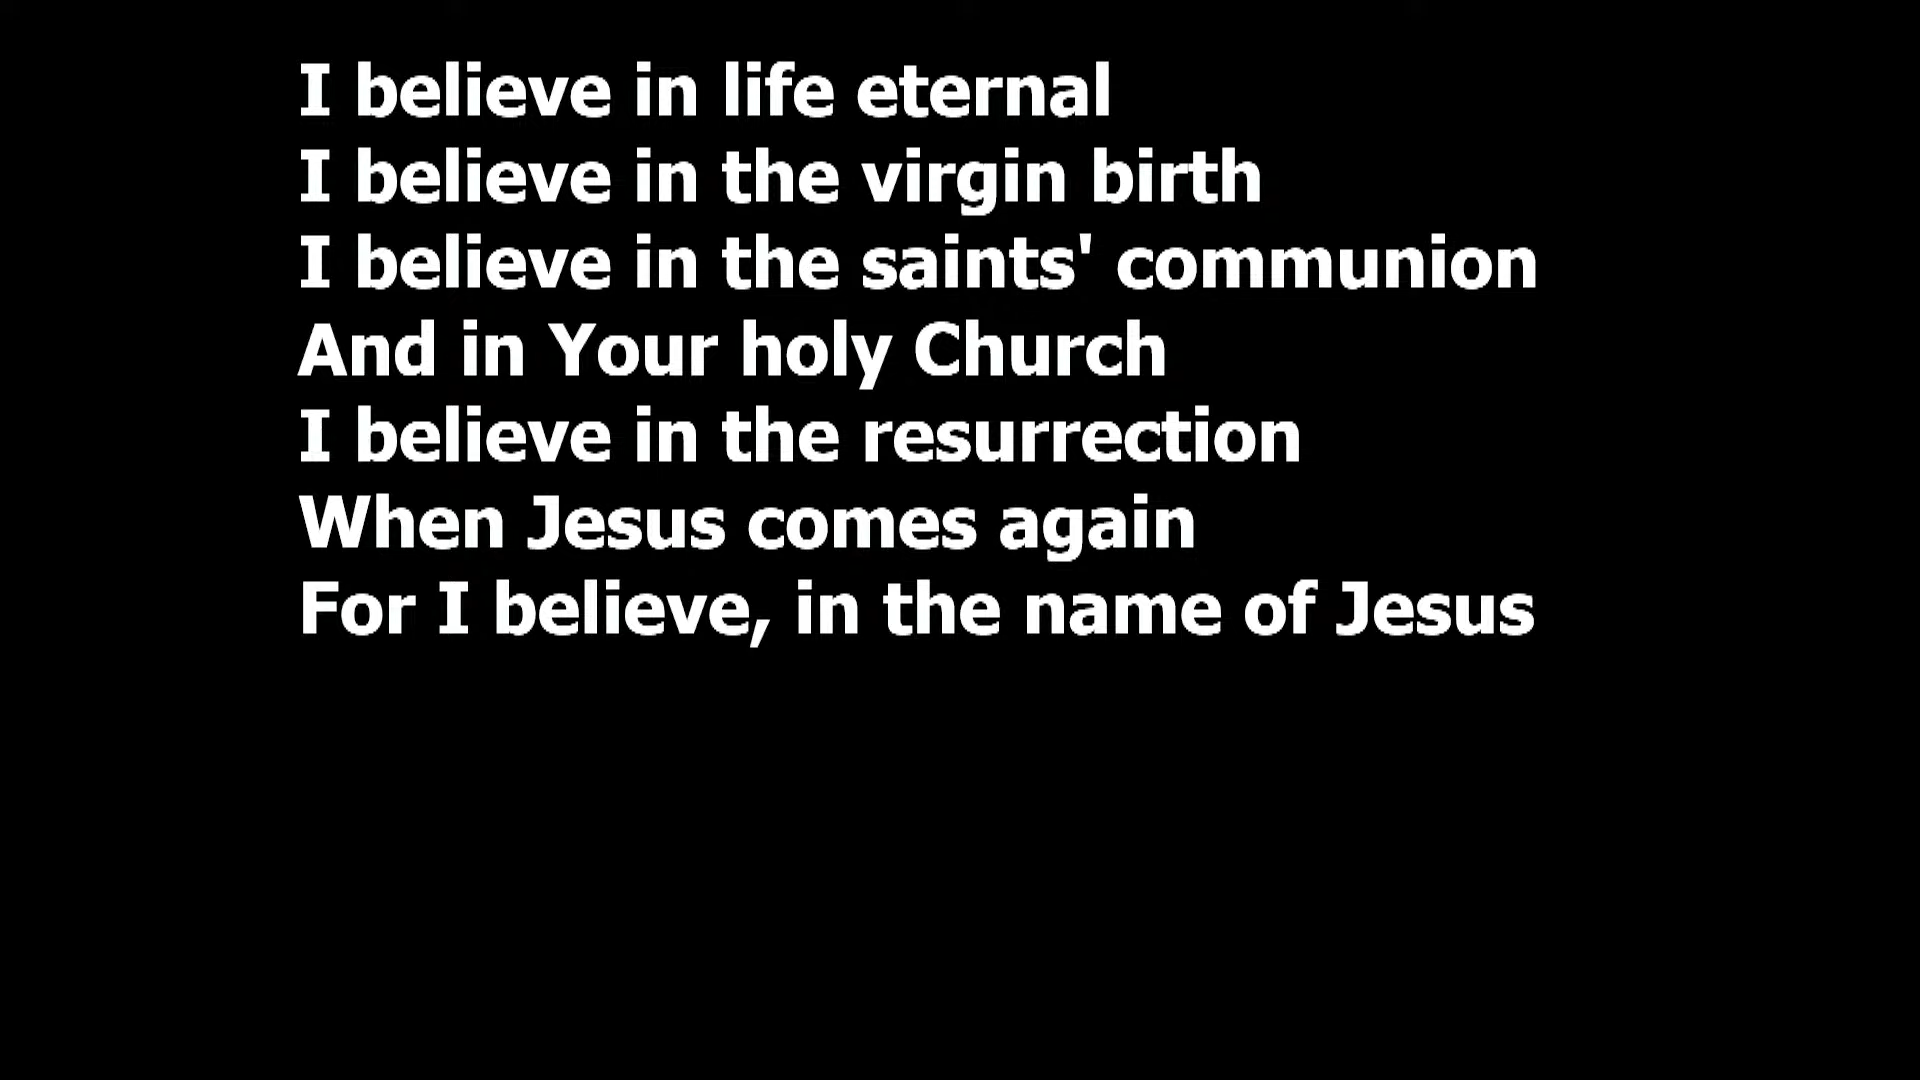 I believe in life eternal
I believe in the virgin birth
I believe in the saints' communion
And in Your holy Church
I believe in the resurrection
When Jesus comes again
For I believe, in the name of Jesus